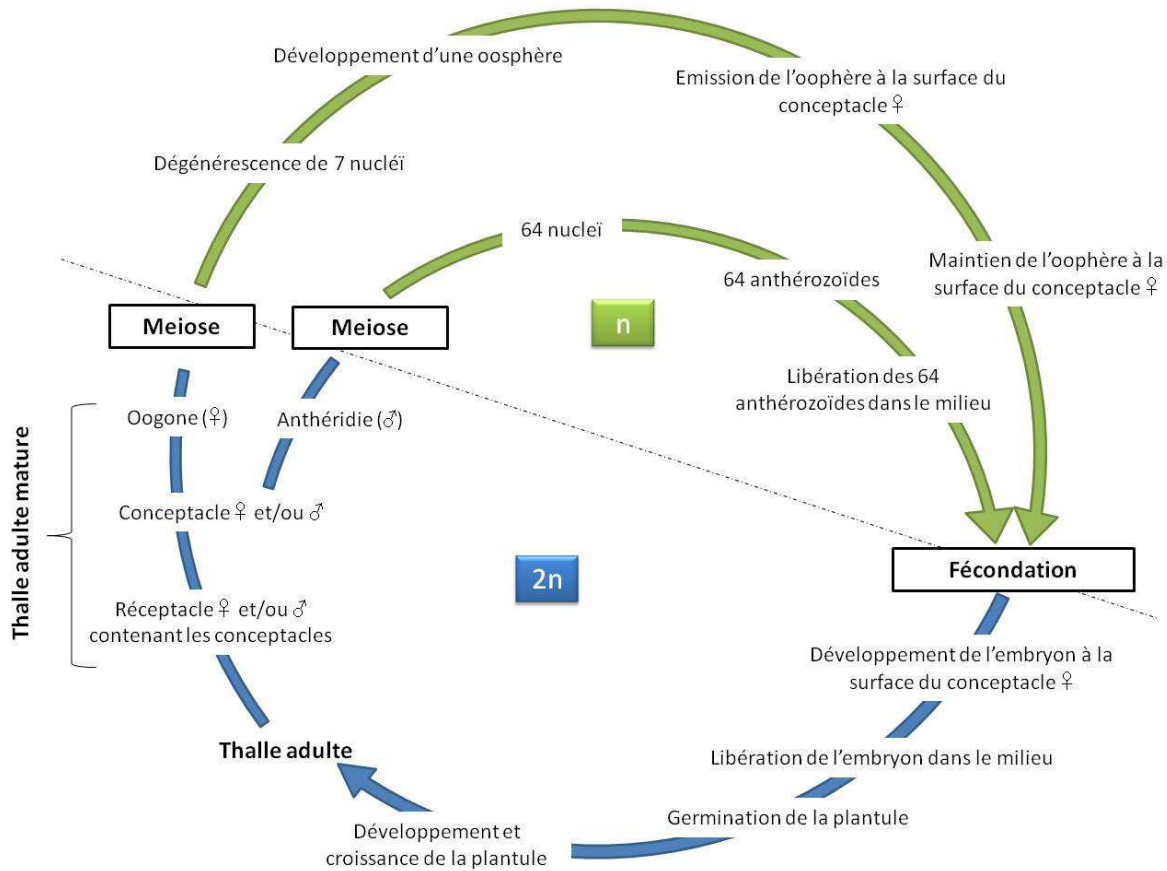 Développement d’une oosphère
Emission de l’oophère à la surface du
conceptacle ♀
Dégénérescence de 7 nucléï
64 nucleï
64 anthérozoïdes
Maintien de l’oophère à la
surface du conceptacle ♀
Meiose
Meiose
n
Libération des 64
anthérozoïdes dans le milieu
Oogone (♀)
Anthéridie (♂)
Thalle adulte mature
Conceptacle ♀ et/ou ♂
2n
Fécondation
Réceptacle ♀ et/ou ♂
contenant les conceptacles
Développement de l’embryon à la
surface du conceptacle ♀
Thalle adulte
Libération de l’embryon dans le milieu
Germination de la plantule
Développement et
croissance de la plantule